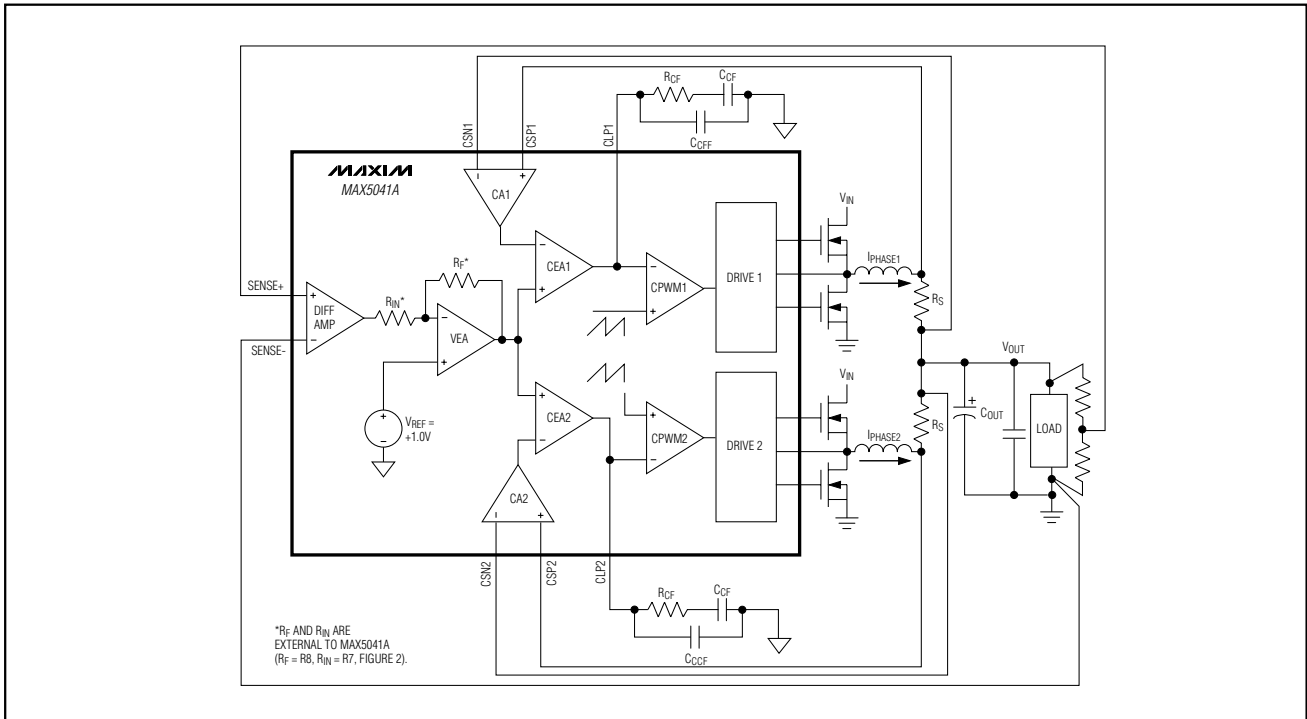 RCF
CCF
CCFF
CSN1
CSP1
CLP1
MAXIM
MAX5041A
CA1
VIN
RF*
CEA1
CPWM1
DRIVE 1
IPHASE1
RS
SENSE+
DIFF
AMP
RIN*
VEA
SENSE-
VOUT
VIN
VREF =
+1.0V
CEA2
CPWM2
DRIVE 2
IPHASE2
RS
COUT
LOAD
CA2
CSN2
CSP2
CLP2
RCF
CCF
CCCF
*RF AND RIN ARE
EXTERNAL TO MAX5041A
(RF = R8, RIN = R7, FIGURE 2).